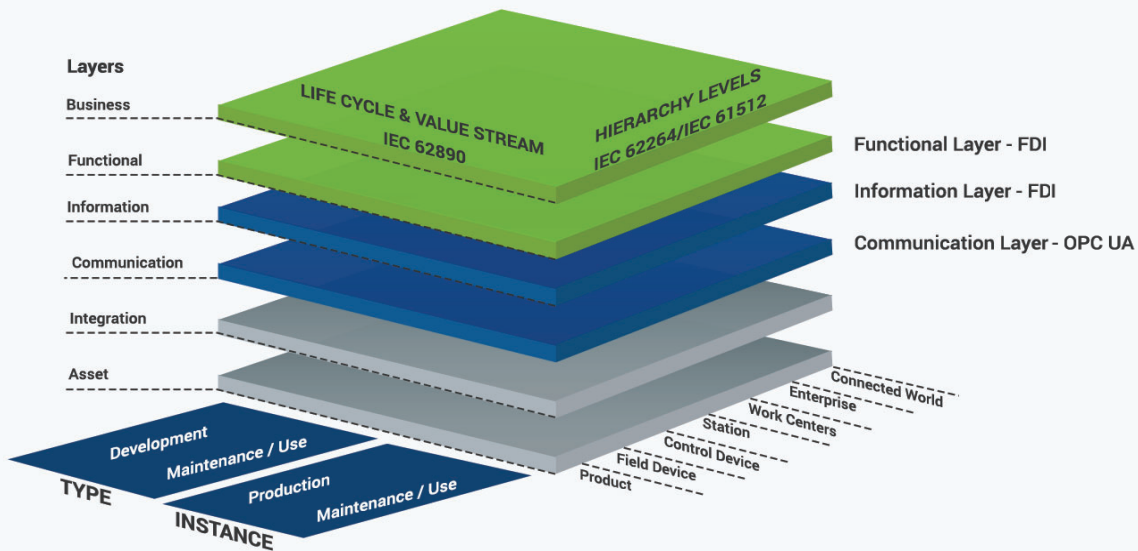 Layers
Business
Functional
Information
Communication
Integration
Asset
LIFE CYCLE & VALUE STREAM
IEC 62890
HIERARCHY LEVELS
IEC 62264/IEC 61512
Functional Layer - FDI
Information Layer - FDI
Communication Layer - OPC UA
Connected World
Enterprise
Work Centers
Station
Control Device
Field Device
Product
Development
Maintenance / Use
TYPE
Production
Maintenance / Use
INSTANCE